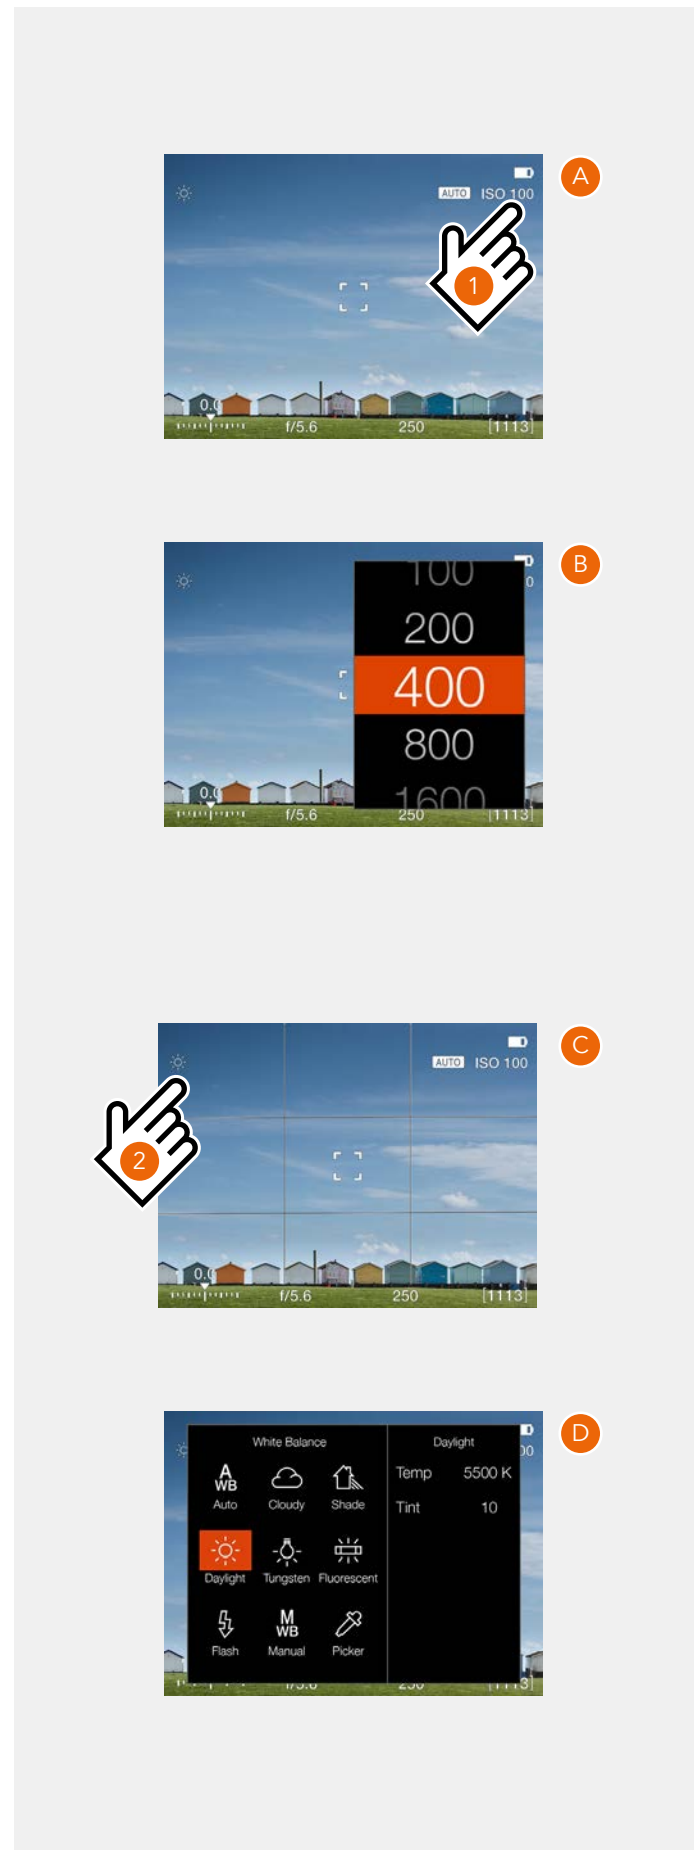 A
AUTO ISO 100
1
0.0
f/5.6 250 [1113]
B
100
200
400
800
1600
0.0
f/5.6 250 [1113]
C
AUTO ISO 100
2
0.0
f/5.6 250 [1113]
D
White Balance Daylight
A
WB
Auto Cloudy Shade
Temp 5500 K
Tint 10
Daylight Tungsten Fluorescent
M
WB
Flash Manual Picker